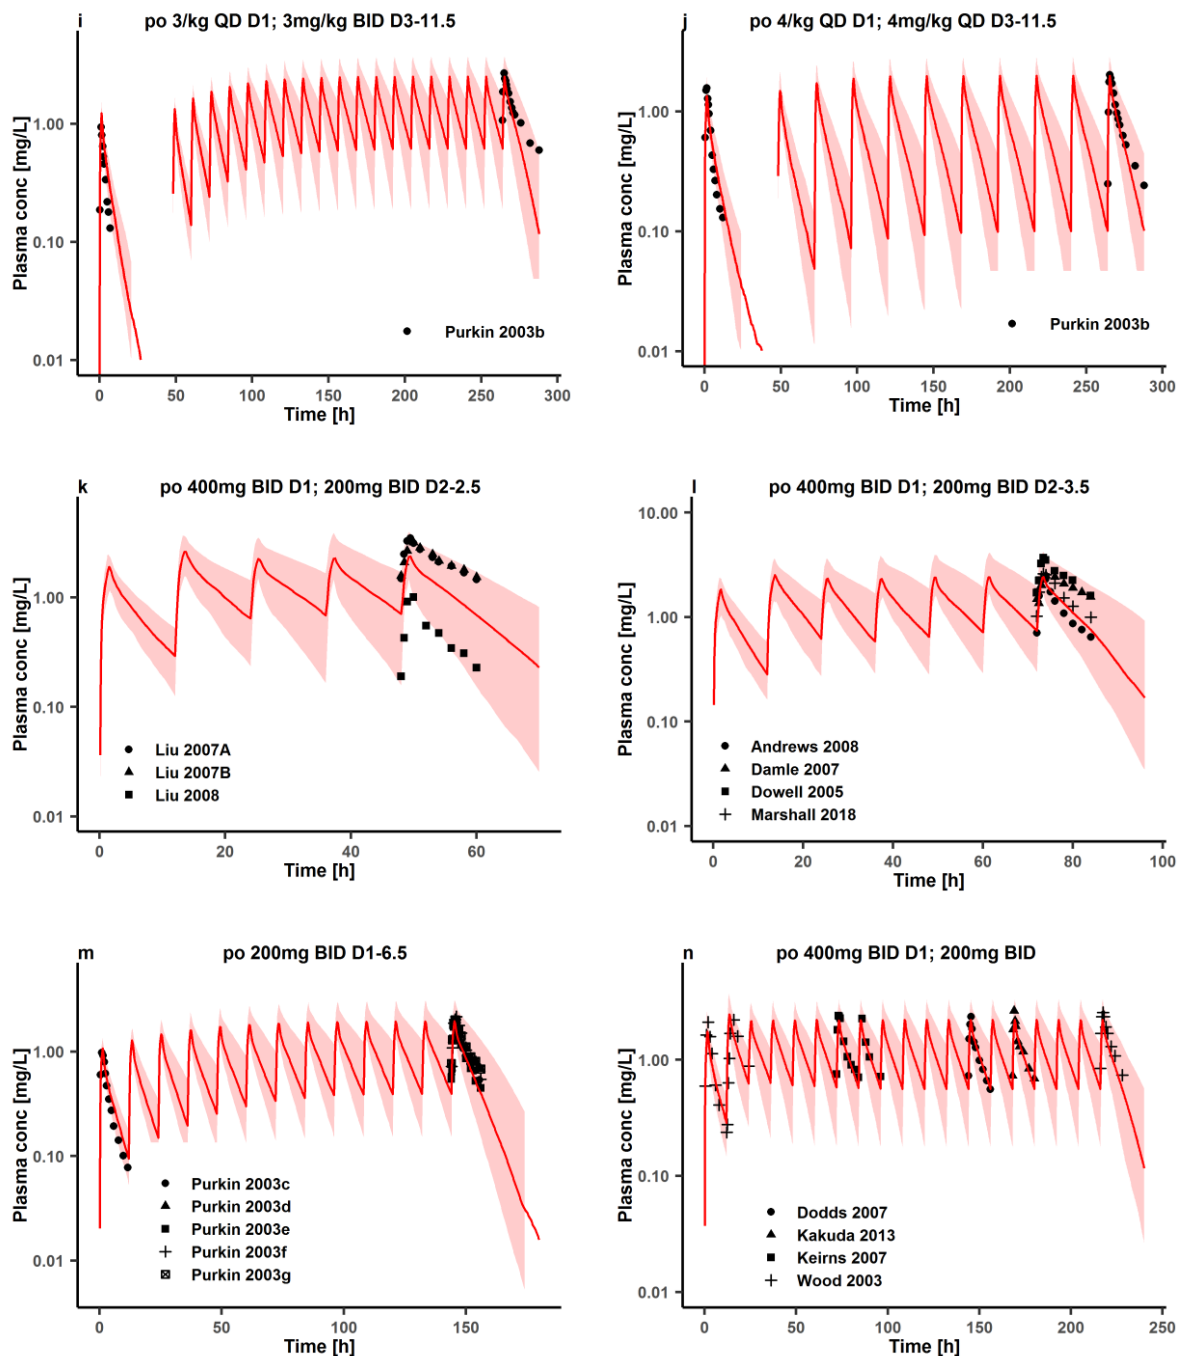 i po 3/kg QD D1; 3mg/kg BID D3-11.5
Plasma conc [mg/L]
1.00
0.10
0.01
Purkin 2003b
0 50 100 150 200 250 300
Time [h]
j po 4/kg QD D1; 4mg/kg QD D3-11.5
Plasma conc [mg/L]
1.00
0.10
0.01
Purkin 2003b
0 50 100 150 200 250 300
Time [h]
k po 400mg BID D1; 200mg BID D2-2.5
Plasma conc [mg/L]
1.00
0.10
0.01
Liu 2007A
Liu 2007B
Liu 2008
0 20 40 60
Time [h]
l po 400mg BID D1; 200mg BID D2-3.5
Plasma conc [mg/L]
10.00
1.00
0.10
0.01
Andrews 2008
Damle 2007
Dowell 2005
Marshall 2018
0 20 40 60 80 100
Time [h]
m po 200mg BID D1-6.5
Plasma conc [mg/L]
1.00
0.10
0.01
Purkin 2003c
Purkin 2003d
Purkin 2003e
Purkin 2003f
Purkin 2003g
0 50 100 150
Time [h]
n po 400mg BID D1; 200mg BID
Plasma conc [mg/L]
1.00
0.10
0.01
Dodds 2007
Kakuda 2013
Keirns 2007
Wood 2003
0 50 100 150 200 250
Time [h]